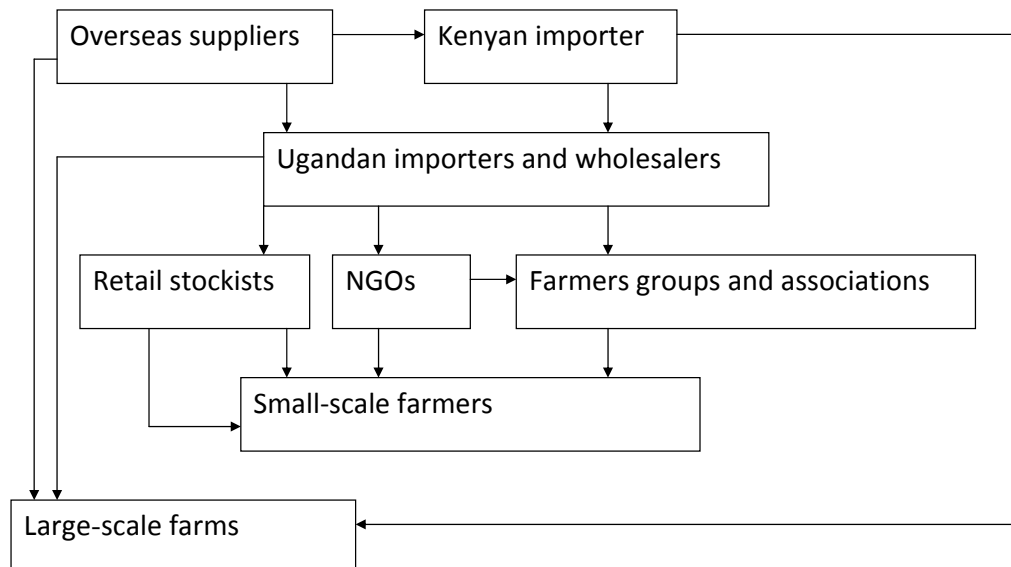 Overseas suppliers
Kenyan importer
Ugandan importers and wholesalers
Retail stockists
NGOs
Farmers groups and associations
Small-scale farmers
Large-scale farms